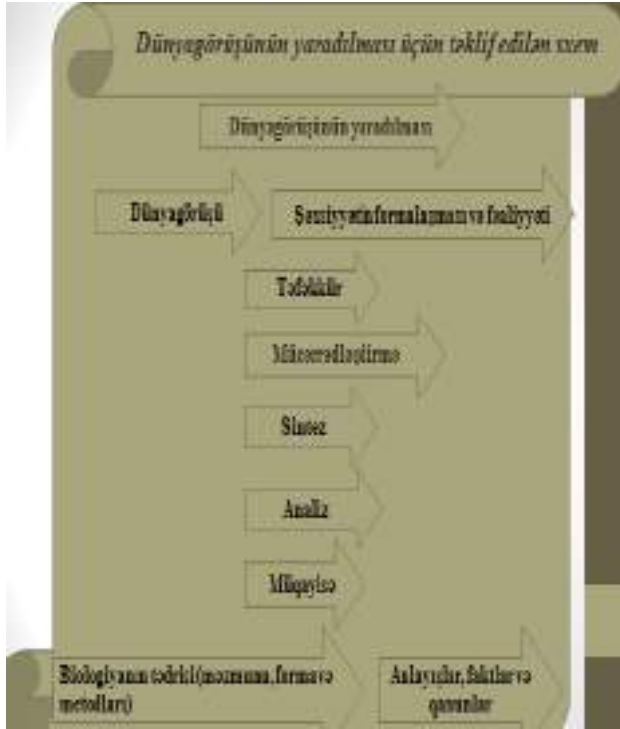 Dünyagörüşünün yaradılması üçün təklif edilən sxem
Dünyagörüşünün yaradılması
Dünyagörüşü
Şəxsiyyətin formalaşması və fəaliyyəti
Təfəkkür
Mücərrədləşdirmə
Sintez
Analiz
Müqayisə
Biologiyanın tədrisi (məzmunu, forma və
metodları)
Anlayışlar, faktlar və
qanunlar